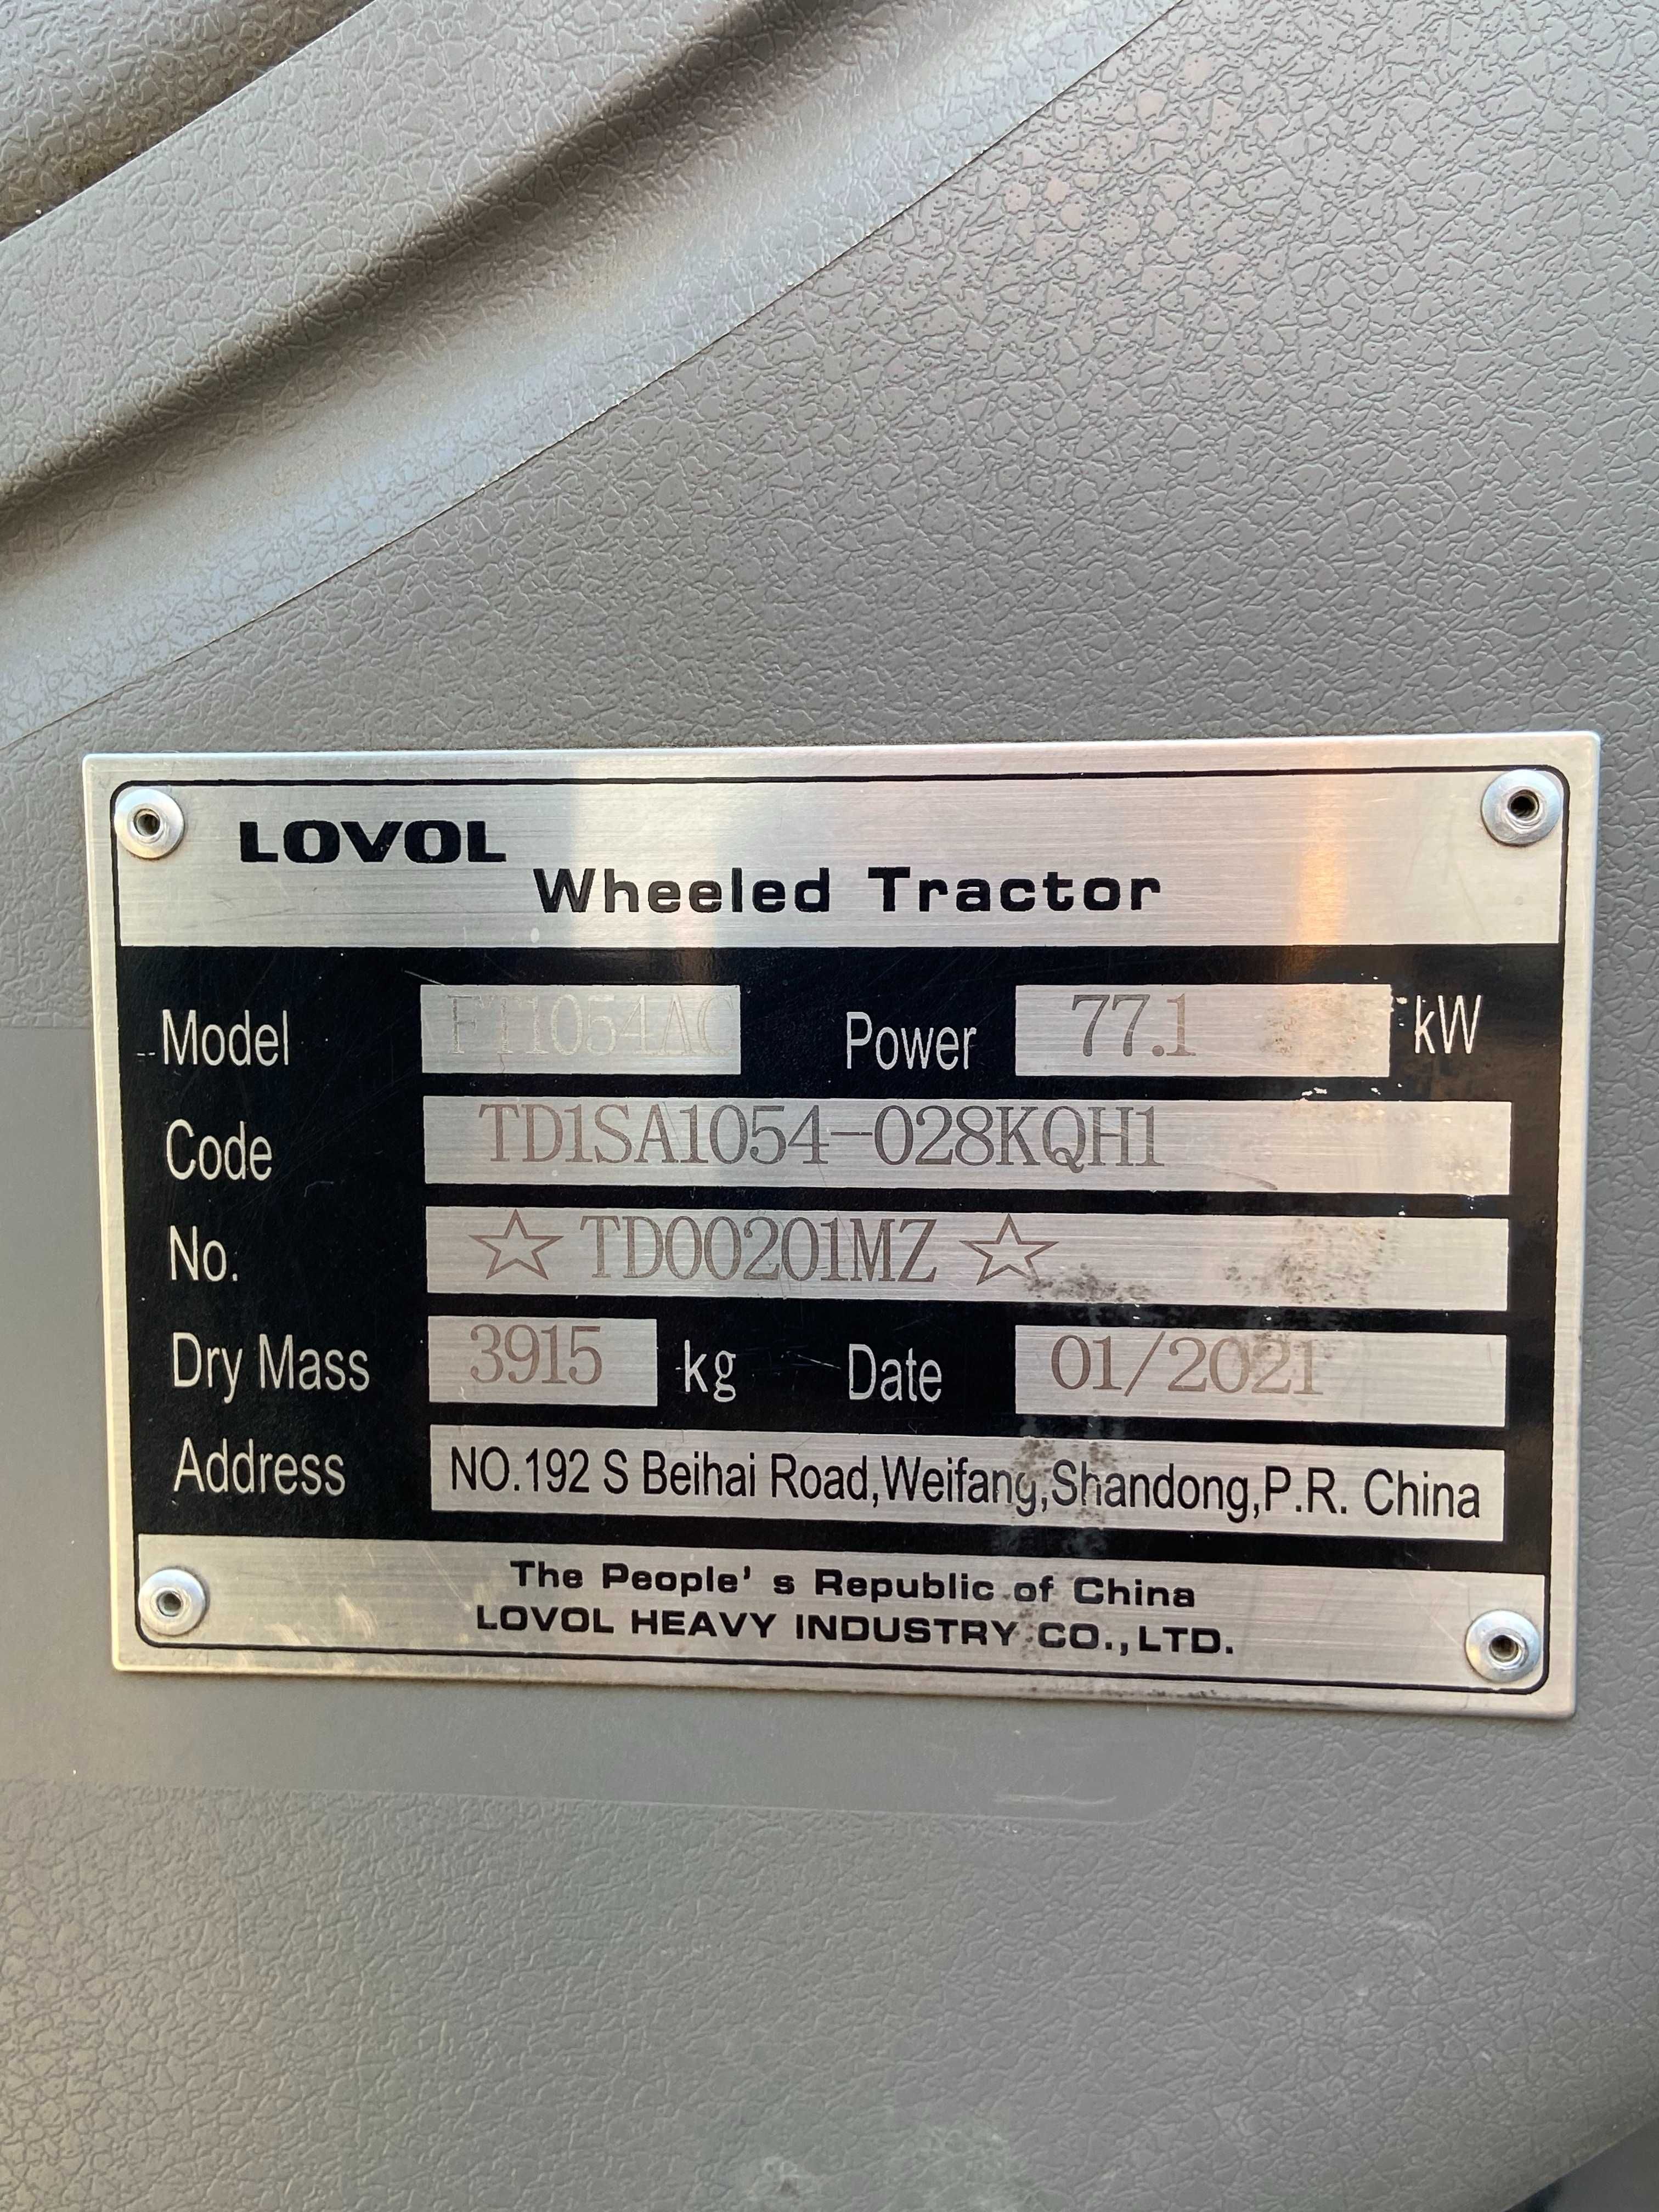 LOVOL
Wheeled Tractor
Model FT1054AC Power 77.1 kW
Code TD1SA1054-028KQH1
No. ☆TD00201MZ☆
Dry Mass 3915 kg Date 01/2021
Address NO.192 S Beihai Road,Weifang,Shandong,P.R. China
The People' s Republic of China
LOVOL HEAVY INDUSTRY CO.,LTD.